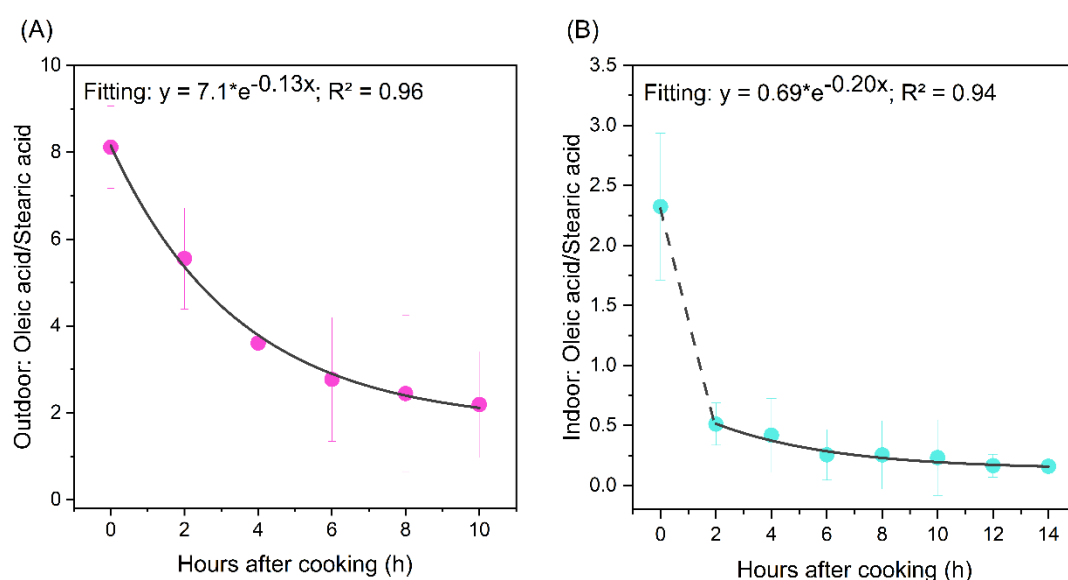 (A)
Fitting: y = 7.1*e-0.13x; R² = 0.96
Outdoor: Oleic acid/Stearic acid
10
8
6
4
2
0
0 2 4 6 8 10
Hours after cooking (h)
(B)
Fitting: y = 0.69*e-0.20x; R² = 0.94
Indoor: Oleic acid/Stearic acid
3.5
3.0
2.5
2.0
1.5
1.0
0.5
0.0
0 2 4 6 8 10 12 14
Hours after cooking (h)